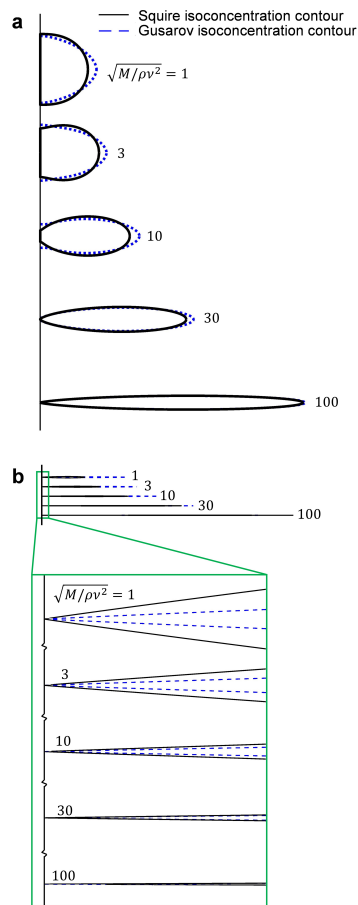 Squire isoconcentration contour
Gusarov isoconcentration contour
a
√M/ρν² = 1
3
10
30
100
b
1
3
10
30
100
√M/ρν² = 1
3
10
30
100